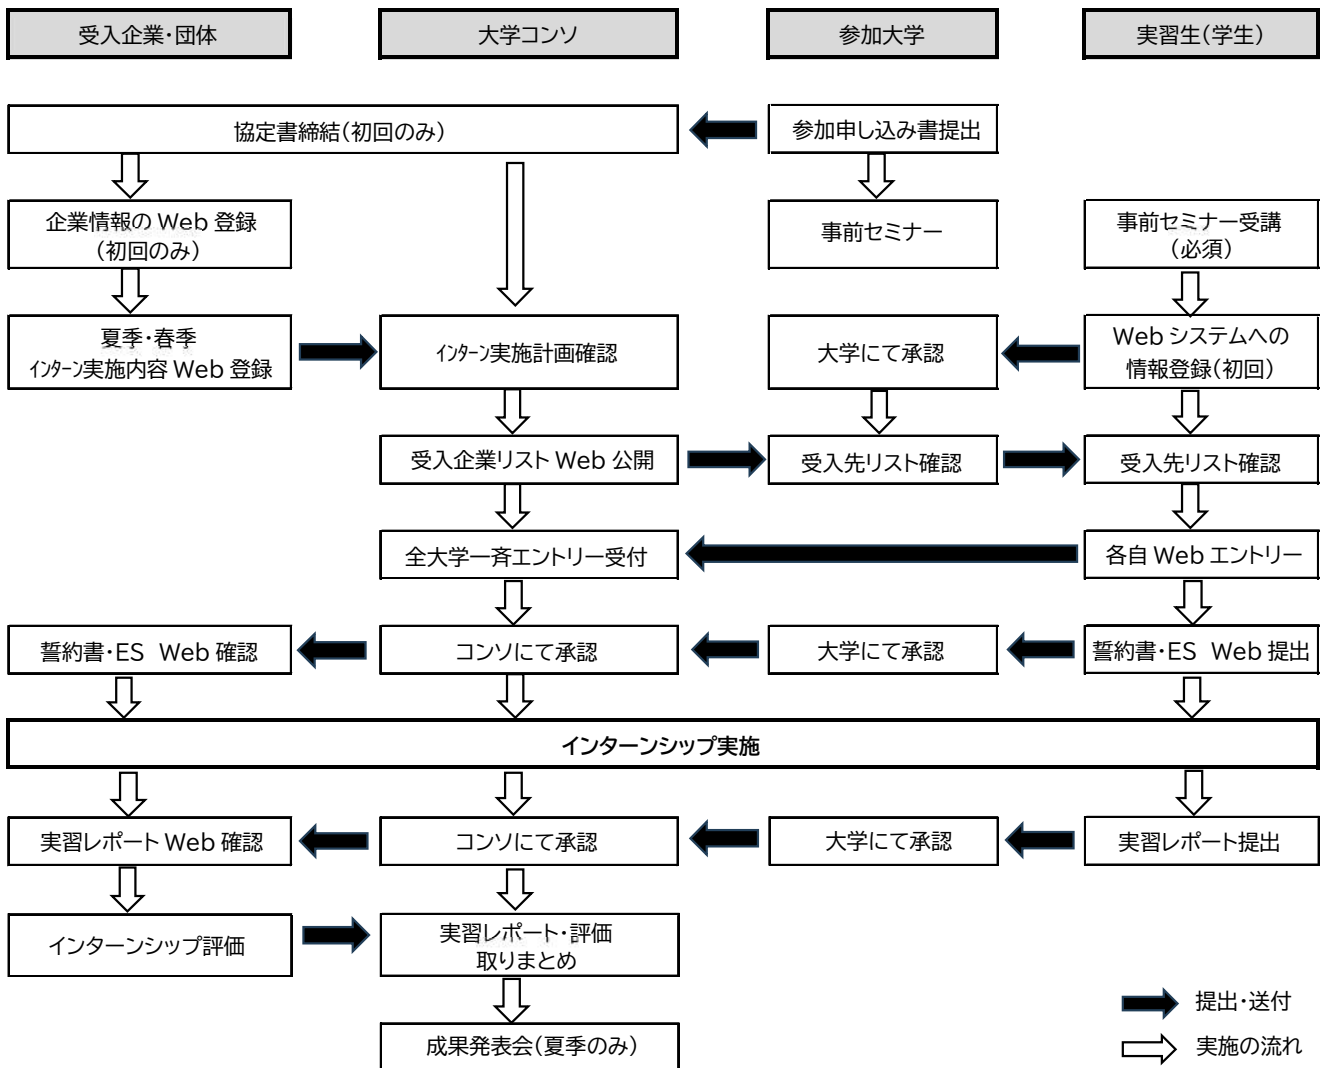 受入企業・団体
大学コンソ
参加大学
実習生(学生)
協定書締結(初回のみ)
参加申し込み書提出
企業情報の Web 登録
(初回のみ)
事前セミナー
事前セミナー受講
(必須)
夏季・春季
インターン実施内容 Web 登録
インターン実施計画確認
大学にて承認
Web システムへの
情報登録(初回)
受入企業リスト Web 公開
受入先リスト確認
受入先リスト確認
全大学一斉エントリー受付
各自 Web エントリー
誓約書・ES Web 確認
コンソにて承認
大学にて承認
誓約書・ES Web 提出
インターンシップ実施
実習レポート Web 確認
コンソにて承認
大学にて承認
実習レポート提出
インターンシップ評価
実習レポート・評価
取りまとめ
成果発表会(夏季のみ)
提出・送付
実施の流れ